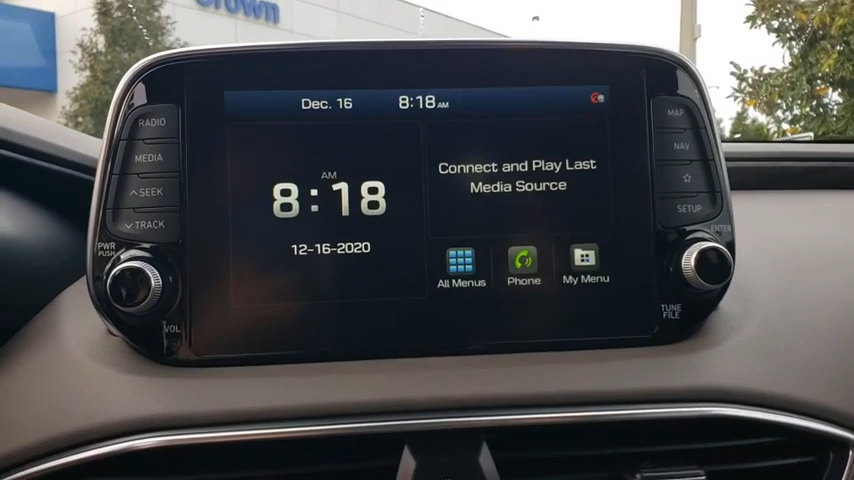 Crown
Dec. 16 8:18 AM
RADIO
MEDIA
SEEK
TRACK
PWR
PUSH
VOL
AM
8:18
12-16-2020
Connect and Play Last
Media Source
All Menus Phone My Menu
MAP
NAV
SETUP
ENTER
TUNE
FILE